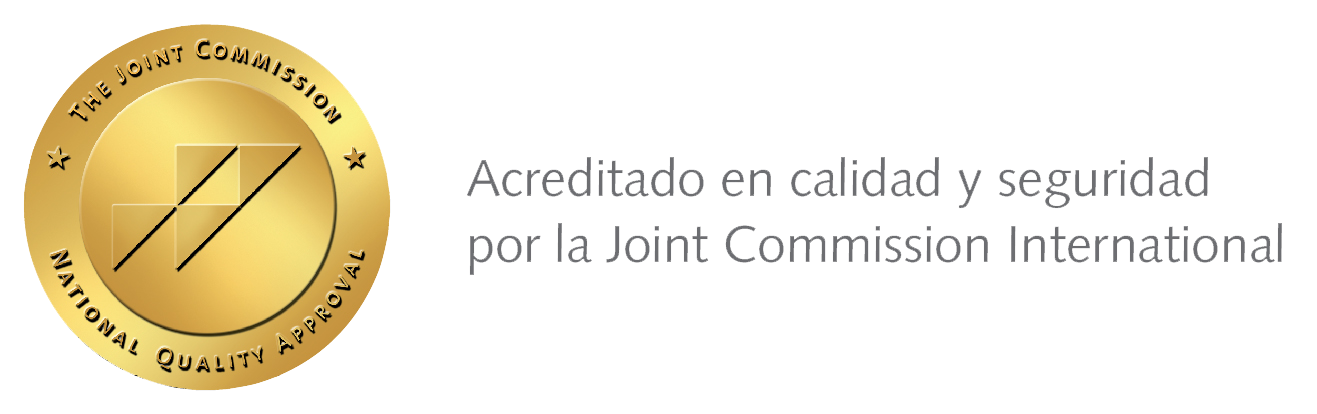 THE JOINT COMMISSION
NATIONAL QUALITY APPROVAL
Acreditado en calidad y seguridad
por la Joint Commission International